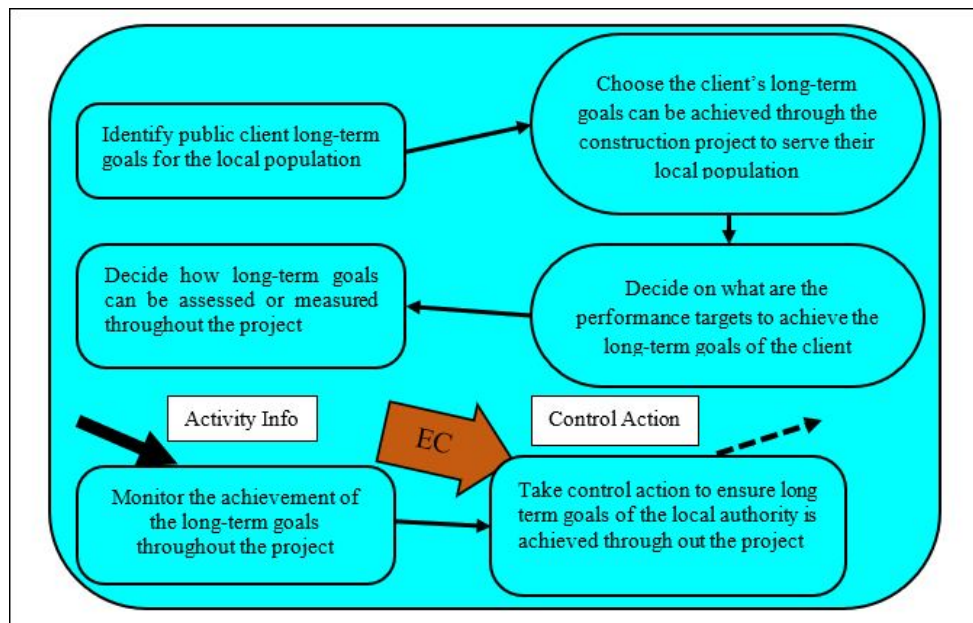 Identify public client long-term
goals for the local population
Choose the client's long-term
goals can be achieved through the
construction project to serve their
local population
Decide how long-term goals
can be assessed or measured
throughout the project
Decide on what are the
performance targets to achieve the
long-term goals of the client
Activity Info
EC
Control Action
Monitor the achievement of
the long-term goals
throughout the project
Take control action to ensure long
term goals of the local authority is
achieved through out the project